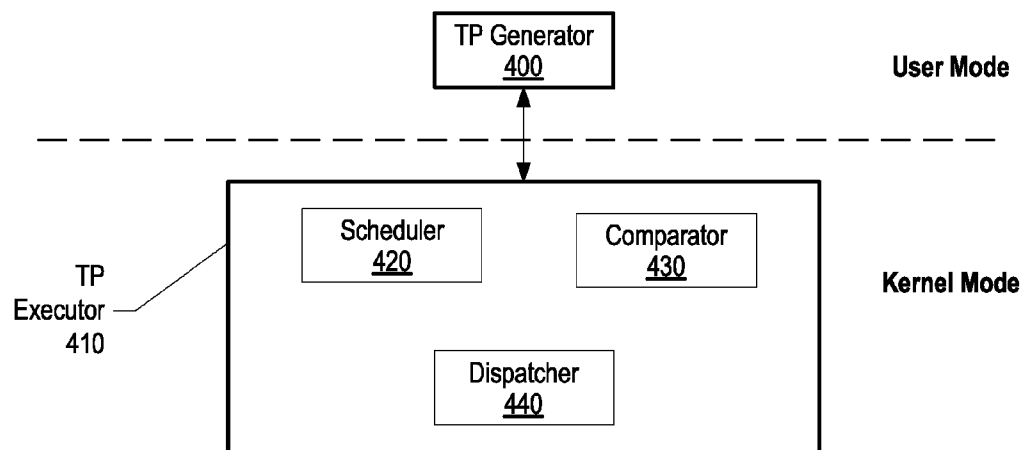 TP Generator
400
User Mode
Scheduler
420
Comparator
430
TP
Executor
410
Kernel Mode
Dispatcher
440